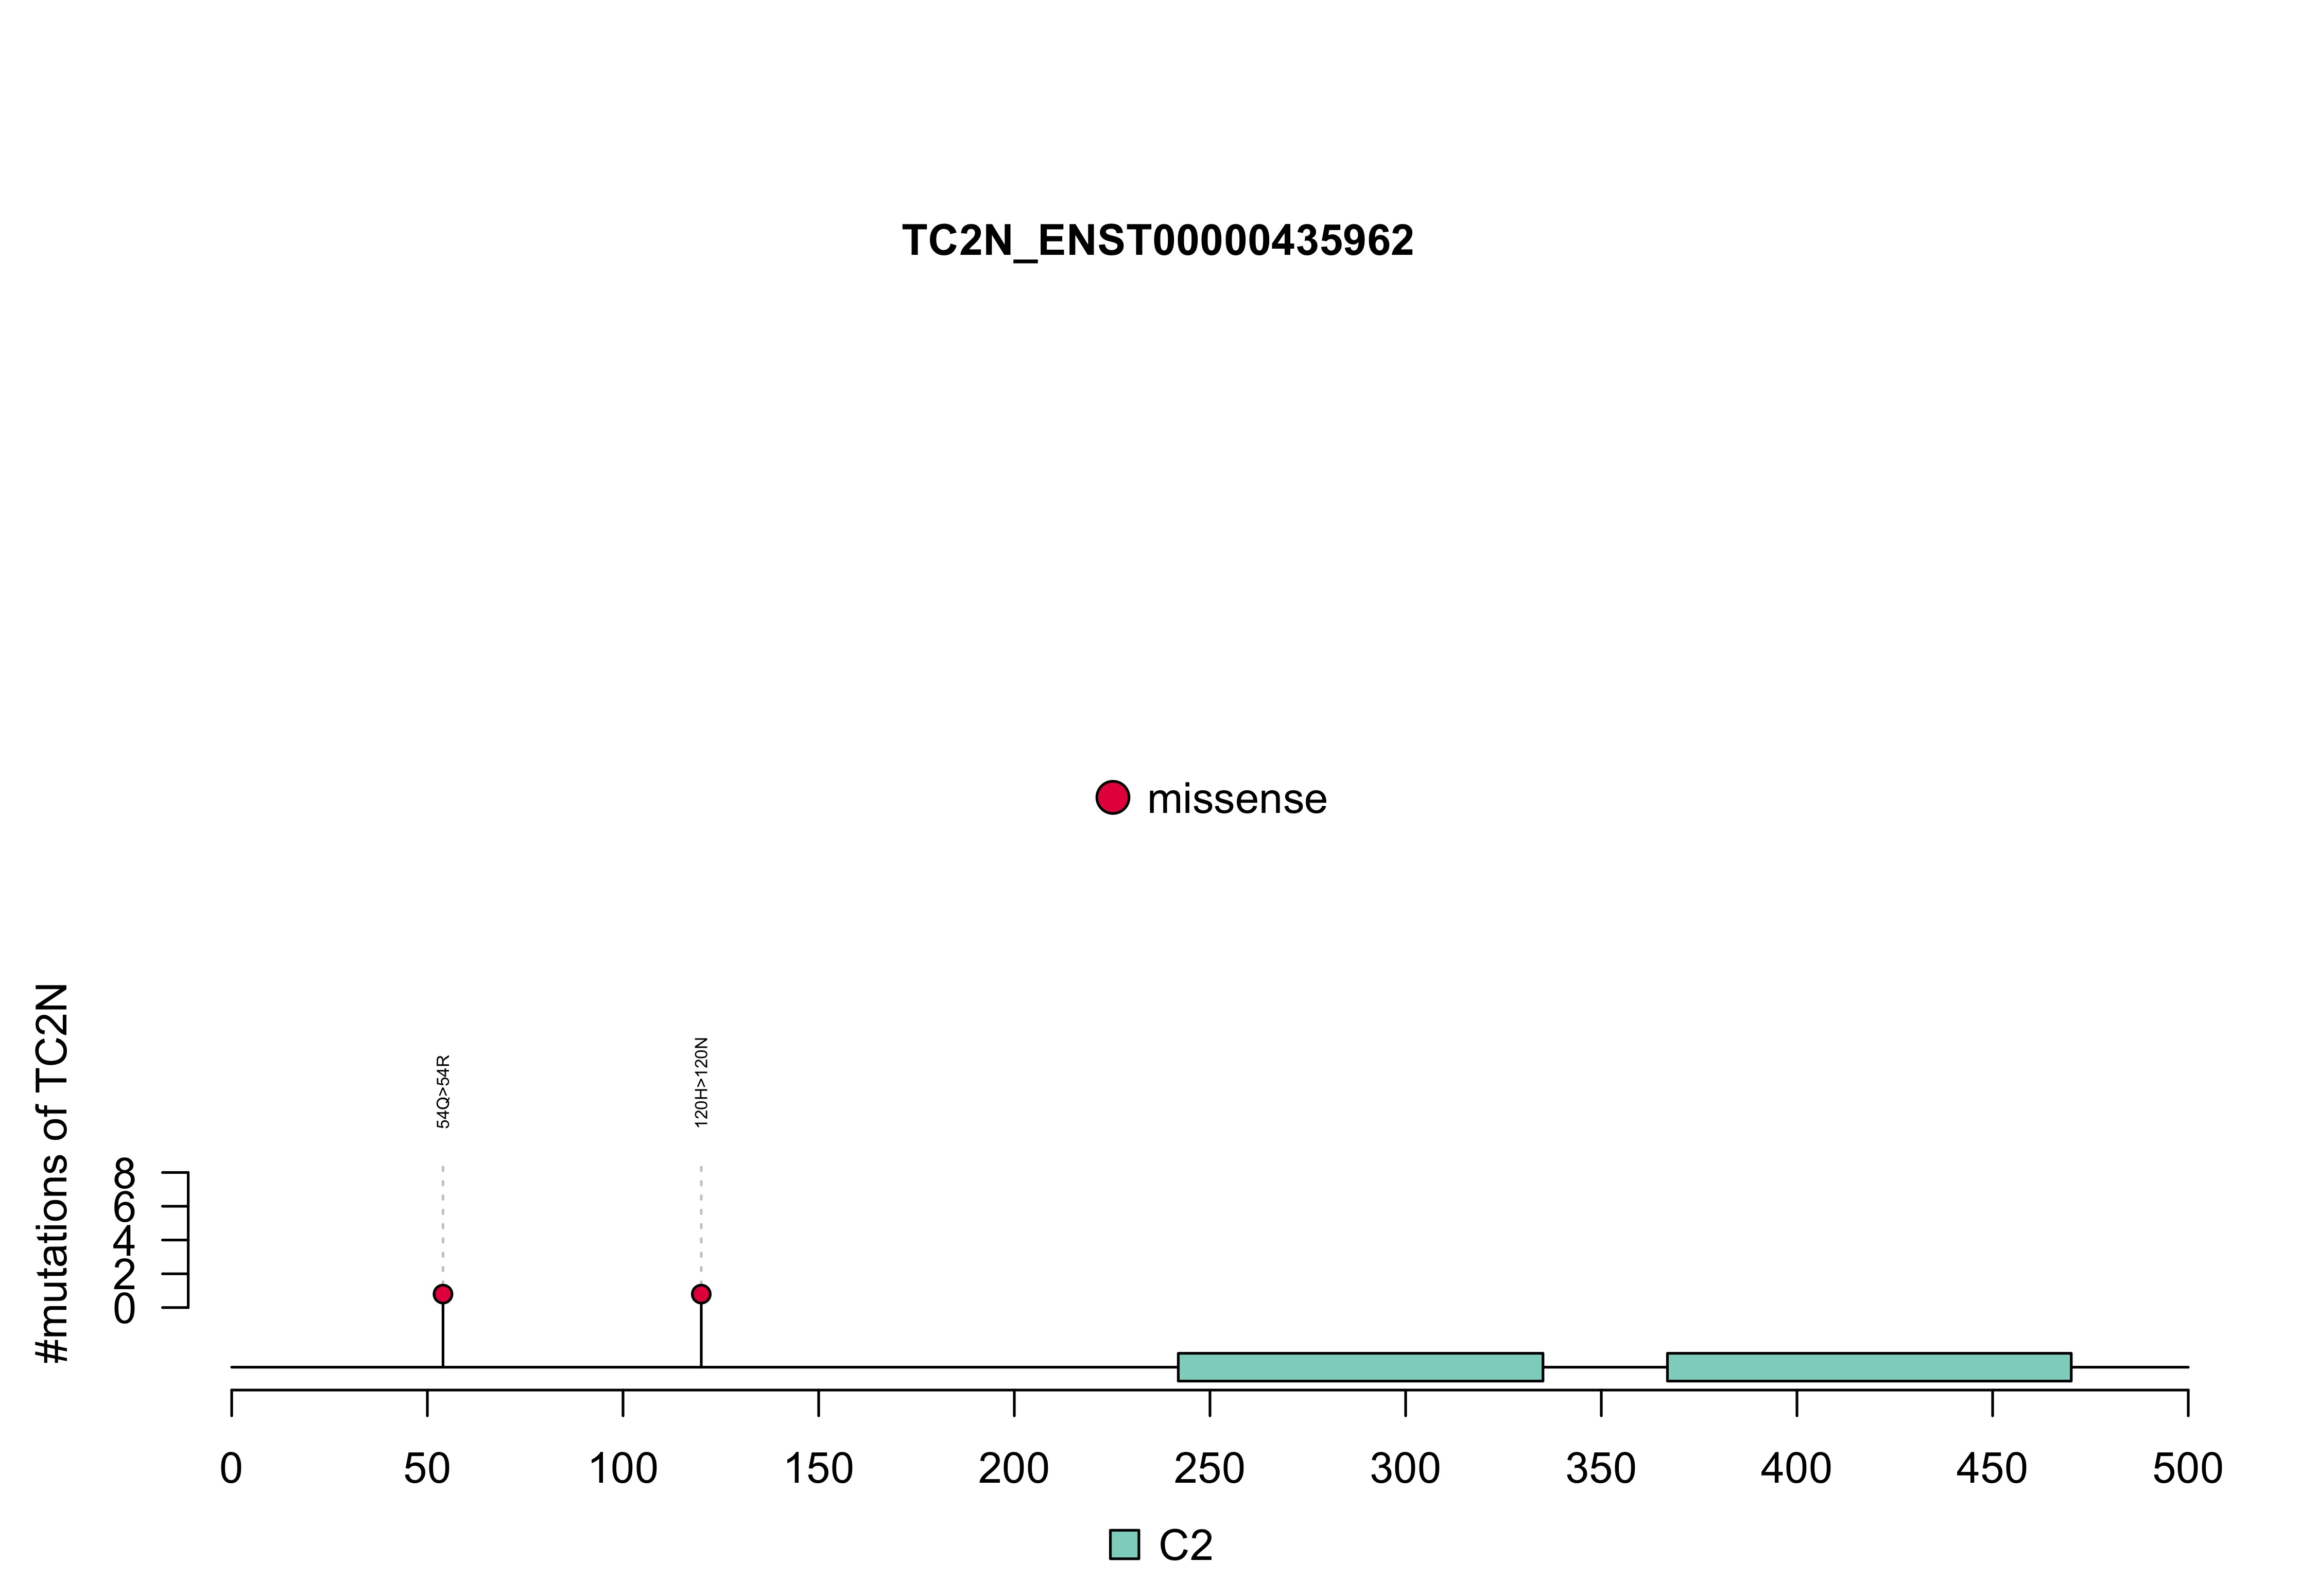 TC2N_ENST00000435962
missense
#mutations of TC2N
54Q>54R
120H>120N
8
6
4
2
0
0 50 100 150 200 250 300 350 400 450 500
C2